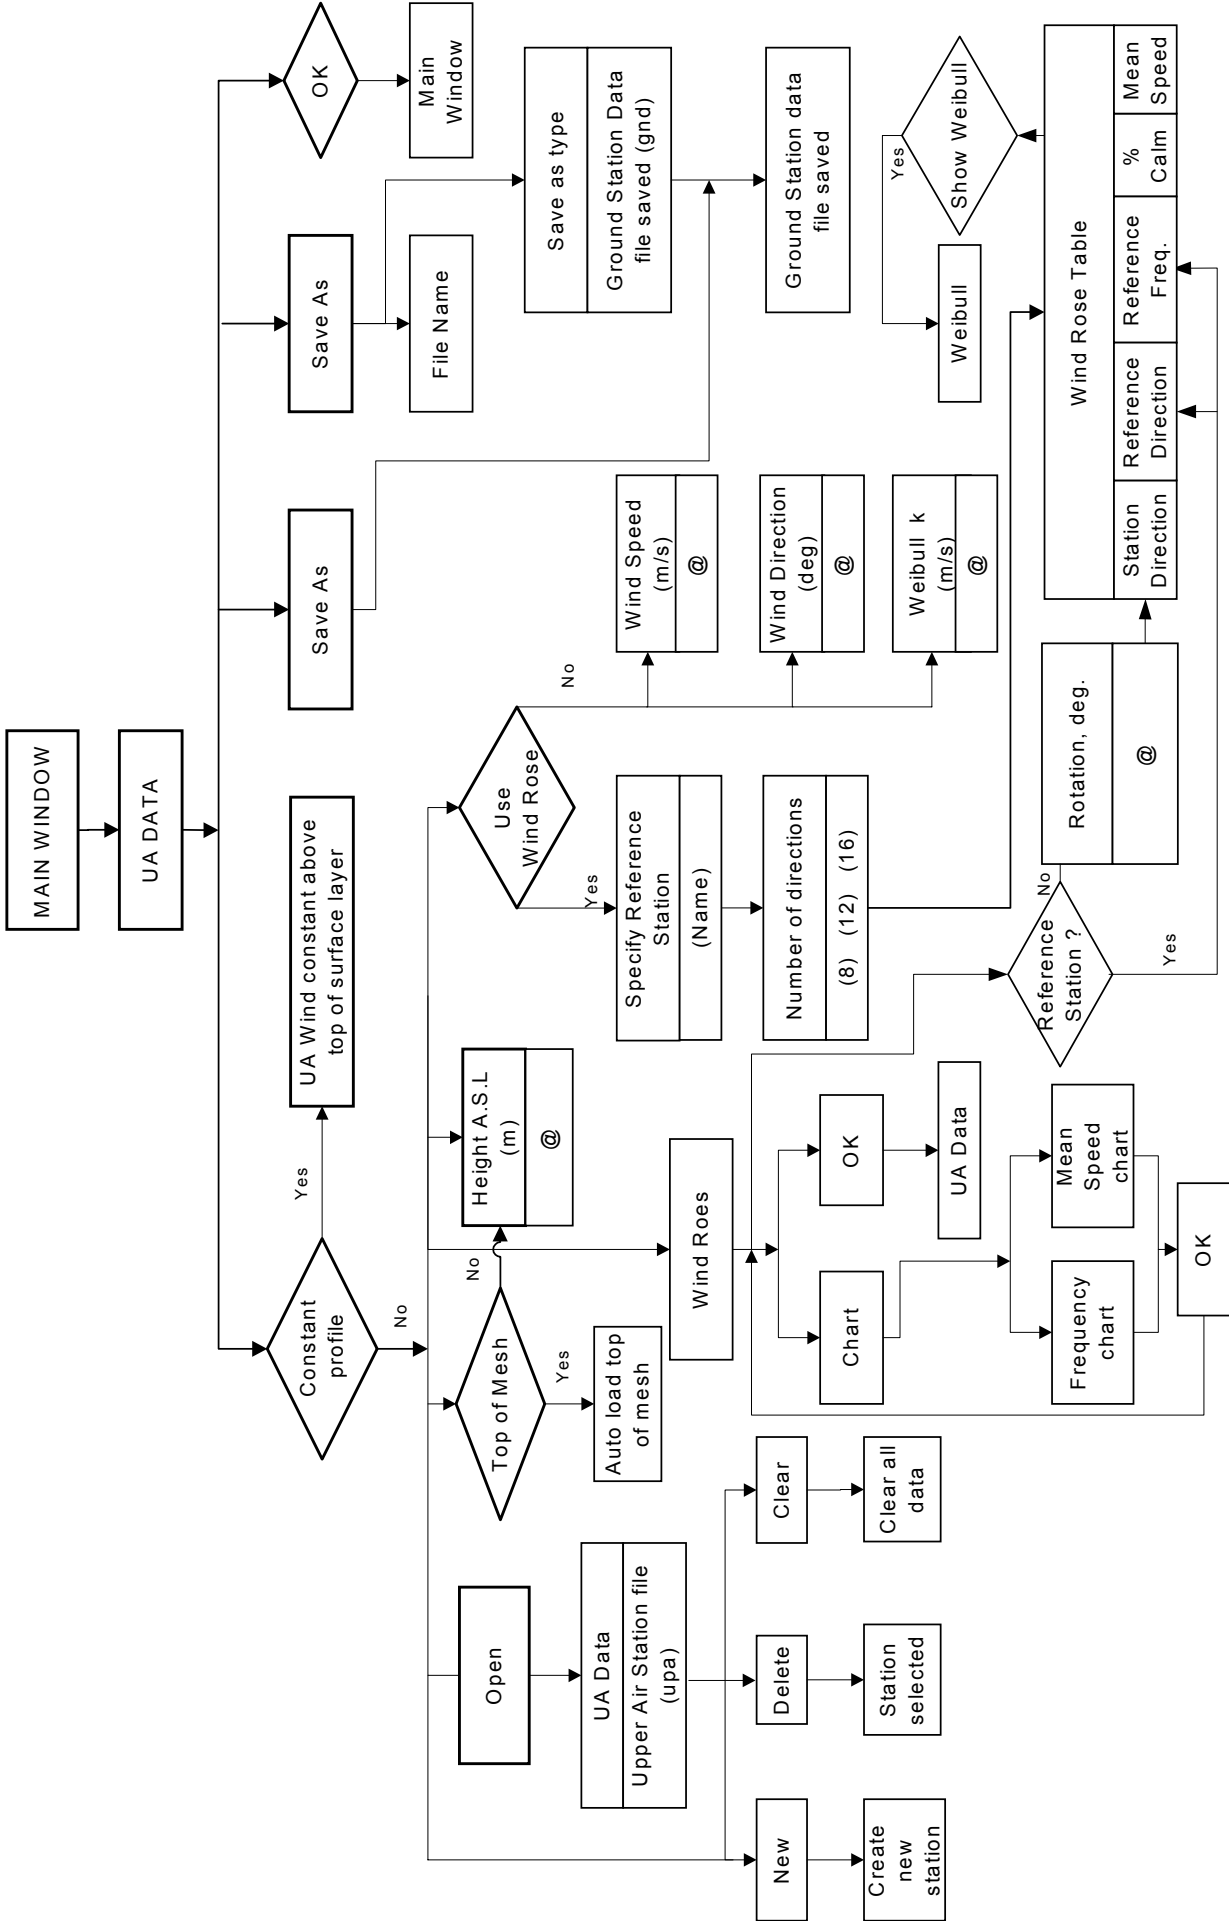 MAIN WINDOW
UA DATA
Constant
profile
Yes
No
UA Wind constant above
top of surface layer
Save As
Save As
OK
Main
Window
File Name
Save as type
Ground Station Data
file saved (gnd)
Ground Station data
file saved
Open
UA Data
Upper Air Station file
(upa)
New
Create
new
station
Delete
Station
selected
Clear
Clear all
data
Top of Mesh
No
Yes
Auto load top
of mesh
Height A.S.L
(m)
@
Wind Roes
Chart
OK
UA Data
Frequency
chart
Mean
Speed
chart
OK
Use
Wind Rose
Yes
No
Specify Reference
Station
(Name)
Number of directions
(8) (12) (16)
Wind Speed
(m/s)
@
Wind Direction
(deg)
@
Weibull k
(m/s)
@
Reference
Station ?
No
Yes
Rotation, deg.
@
Wind Rose Table
Station
Direction
Reference
Direction
Reference
Freq.
%
Calm
Mean
Speed
Show Weibull
Yes
Weibull